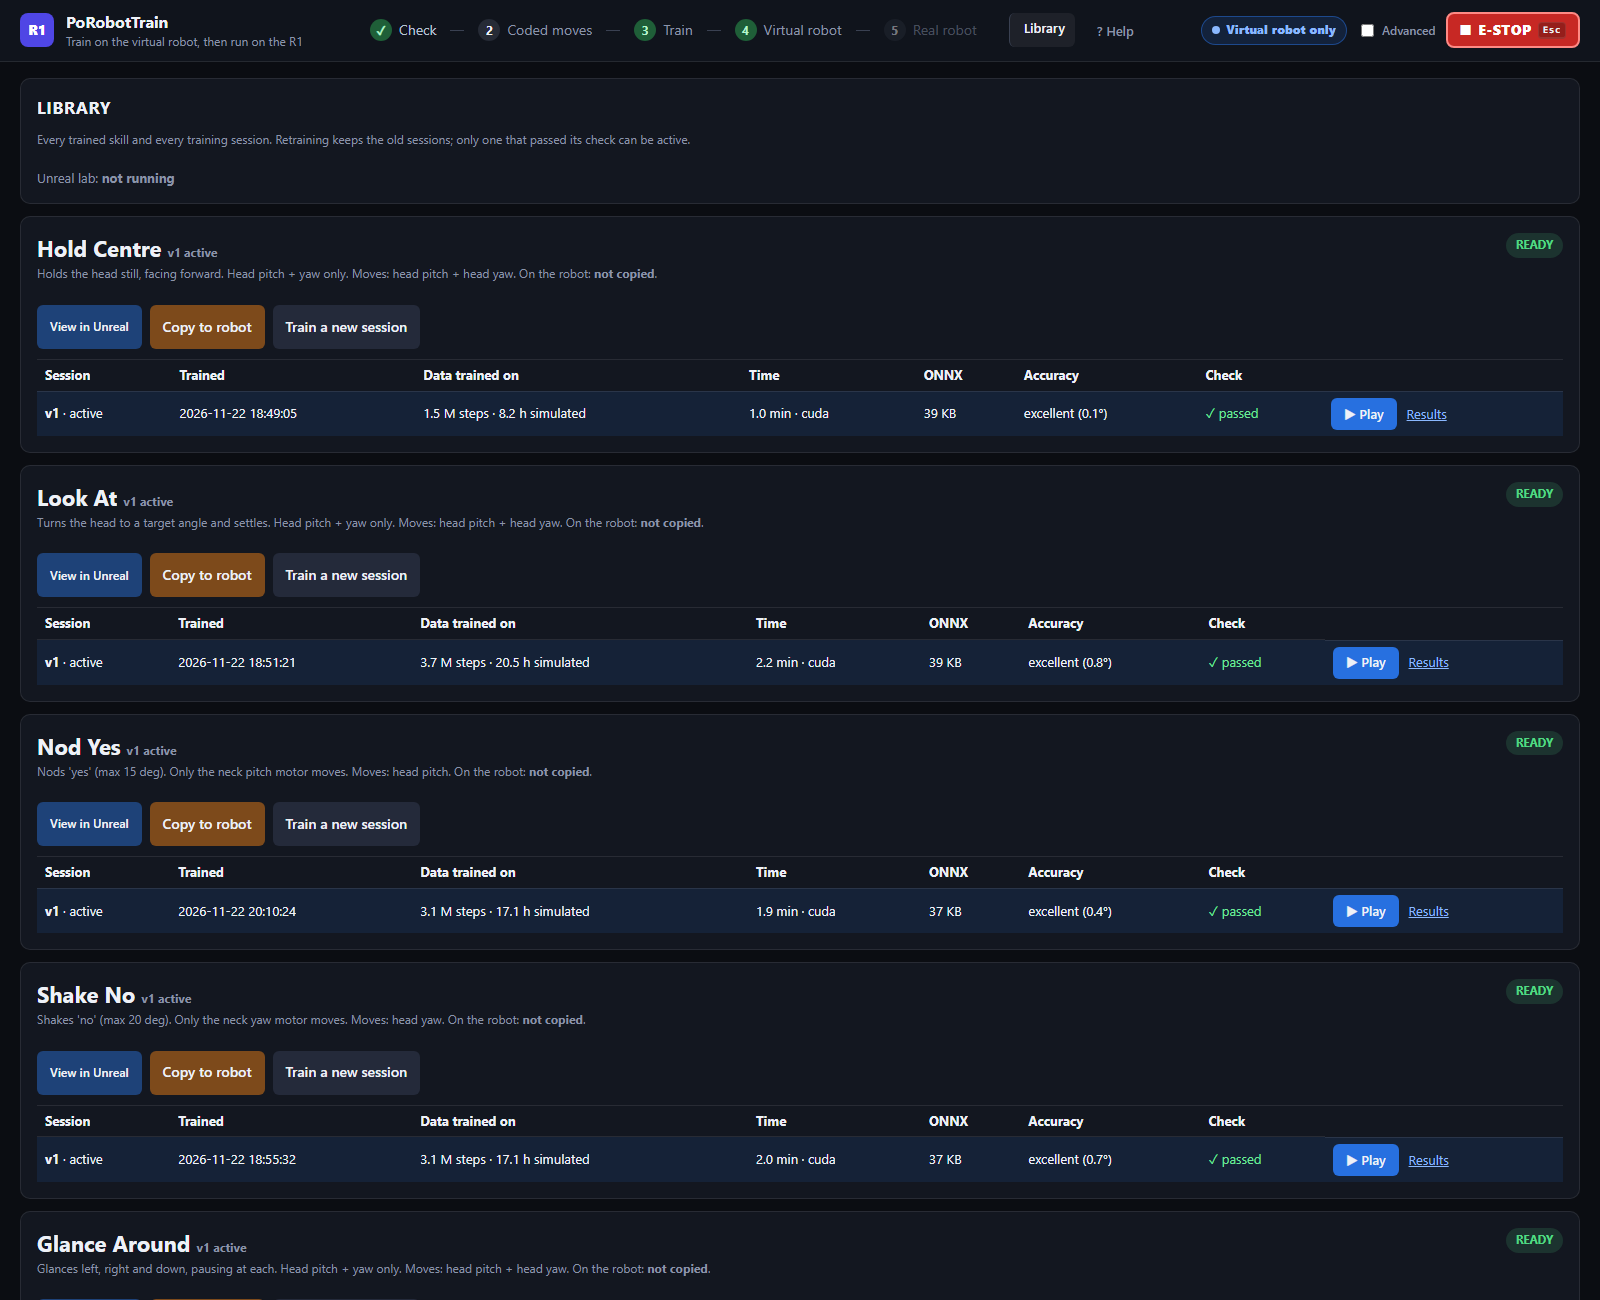 R1
PoRobotTrain
Train on the virtual robot, then run on the R1
✓ Check — 2 Coded moves — 3 Train — 4 Virtual robot — 5 Real robot
Library
? Help
Virtual robot only
Advanced
E-STOP Esc
LIBRARY
Every trained skill and every training session. Retraining keeps the old sessions; only one that passed its check can be active.
Unreal lab: not running
Hold Centre v1 active
READY
Holds the head still, facing forward. Head pitch + yaw only. Moves: head pitch + head yaw. On the robot: not copied.
View in Unreal Copy to robot Train a new session
Session Trained Data trained on Time ONNX Accuracy Check
v1 · active 2026-11-22 18:49:05 1.5 M steps · 8.2 h simulated 1.0 min · cuda 39 KB excellent (0.1°) ✓ passed ▶ Play Results
Look At v1 active
READY
Turns the head to a target angle and settles. Head pitch + yaw only. Moves: head pitch + head yaw. On the robot: not copied.
View in Unreal Copy to robot Train a new session
Session Trained Data trained on Time ONNX Accuracy Check
v1 · active 2026-11-22 18:51:21 3.7 M steps · 20.5 h simulated 2.2 min · cuda 39 KB excellent (0.8°) ✓ passed ▶ Play Results
Nod Yes v1 active
READY
Nods 'yes' (max 15 deg). Only the neck pitch motor moves. Moves: head pitch. On the robot: not copied.
View in Unreal Copy to robot Train a new session
Session Trained Data trained on Time ONNX Accuracy Check
v1 · active 2026-11-22 20:10:24 3.1 M steps · 17.1 h simulated 1.9 min · cuda 37 KB excellent (0.4°) ✓ passed ▶ Play Results
Shake No v1 active
READY
Shakes 'no' (max 20 deg). Only the neck yaw motor moves. Moves: head yaw. On the robot: not copied.
View in Unreal Copy to robot Train a new session
Session Trained Data trained on Time ONNX Accuracy Check
v1 · active 2026-11-22 18:55:32 3.1 M steps · 17.1 h simulated 2.0 min · cuda 37 KB excellent (0.7°) ✓ passed ▶ Play Results
Glance Around v1 active
READY
Glances left, right and down, pausing at each. Head pitch + yaw only. Moves: head pitch + head yaw. On the robot: not copied.